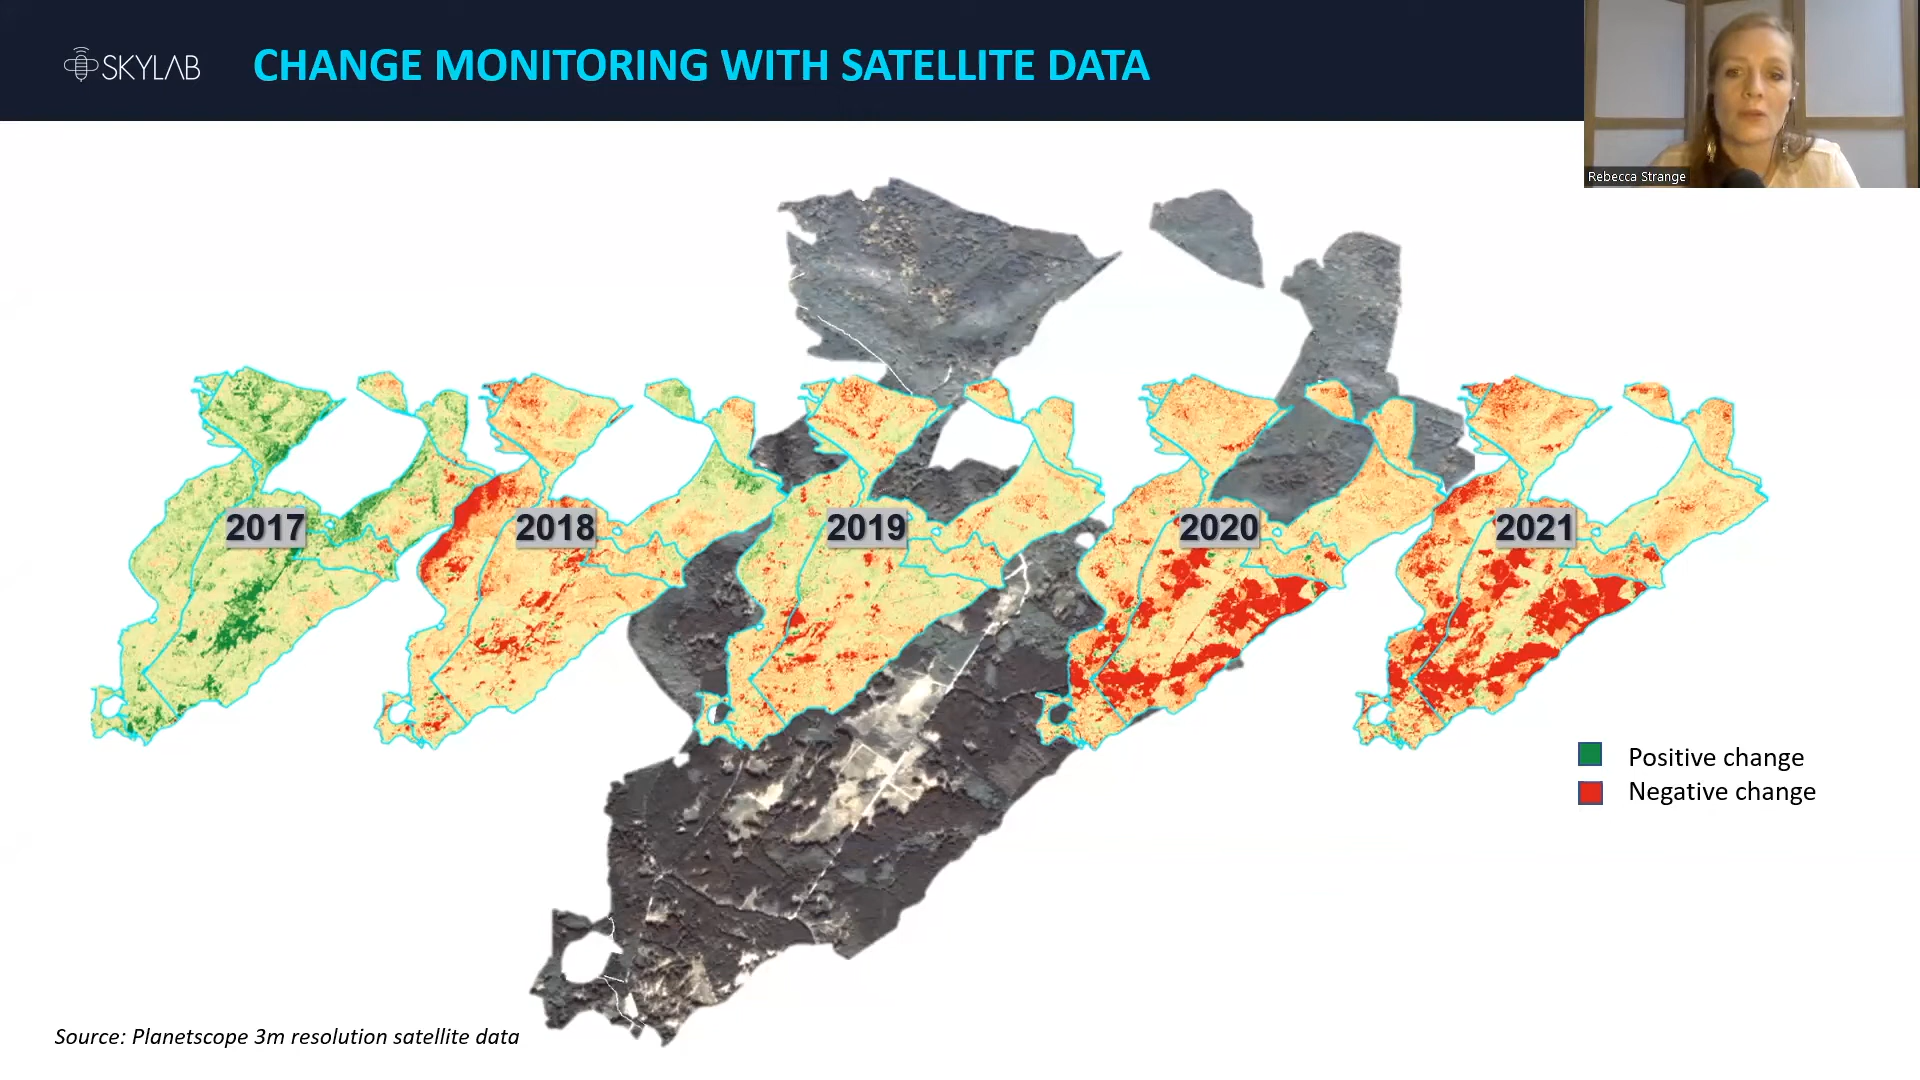 SKYLAB
CHANGE MONITORING WITH SATELLITE DATA
Rebecca Strange
2017
2018
2019
2020
2021
Positive change
Negative change
Source: Planetscope 3m resolution satellite data